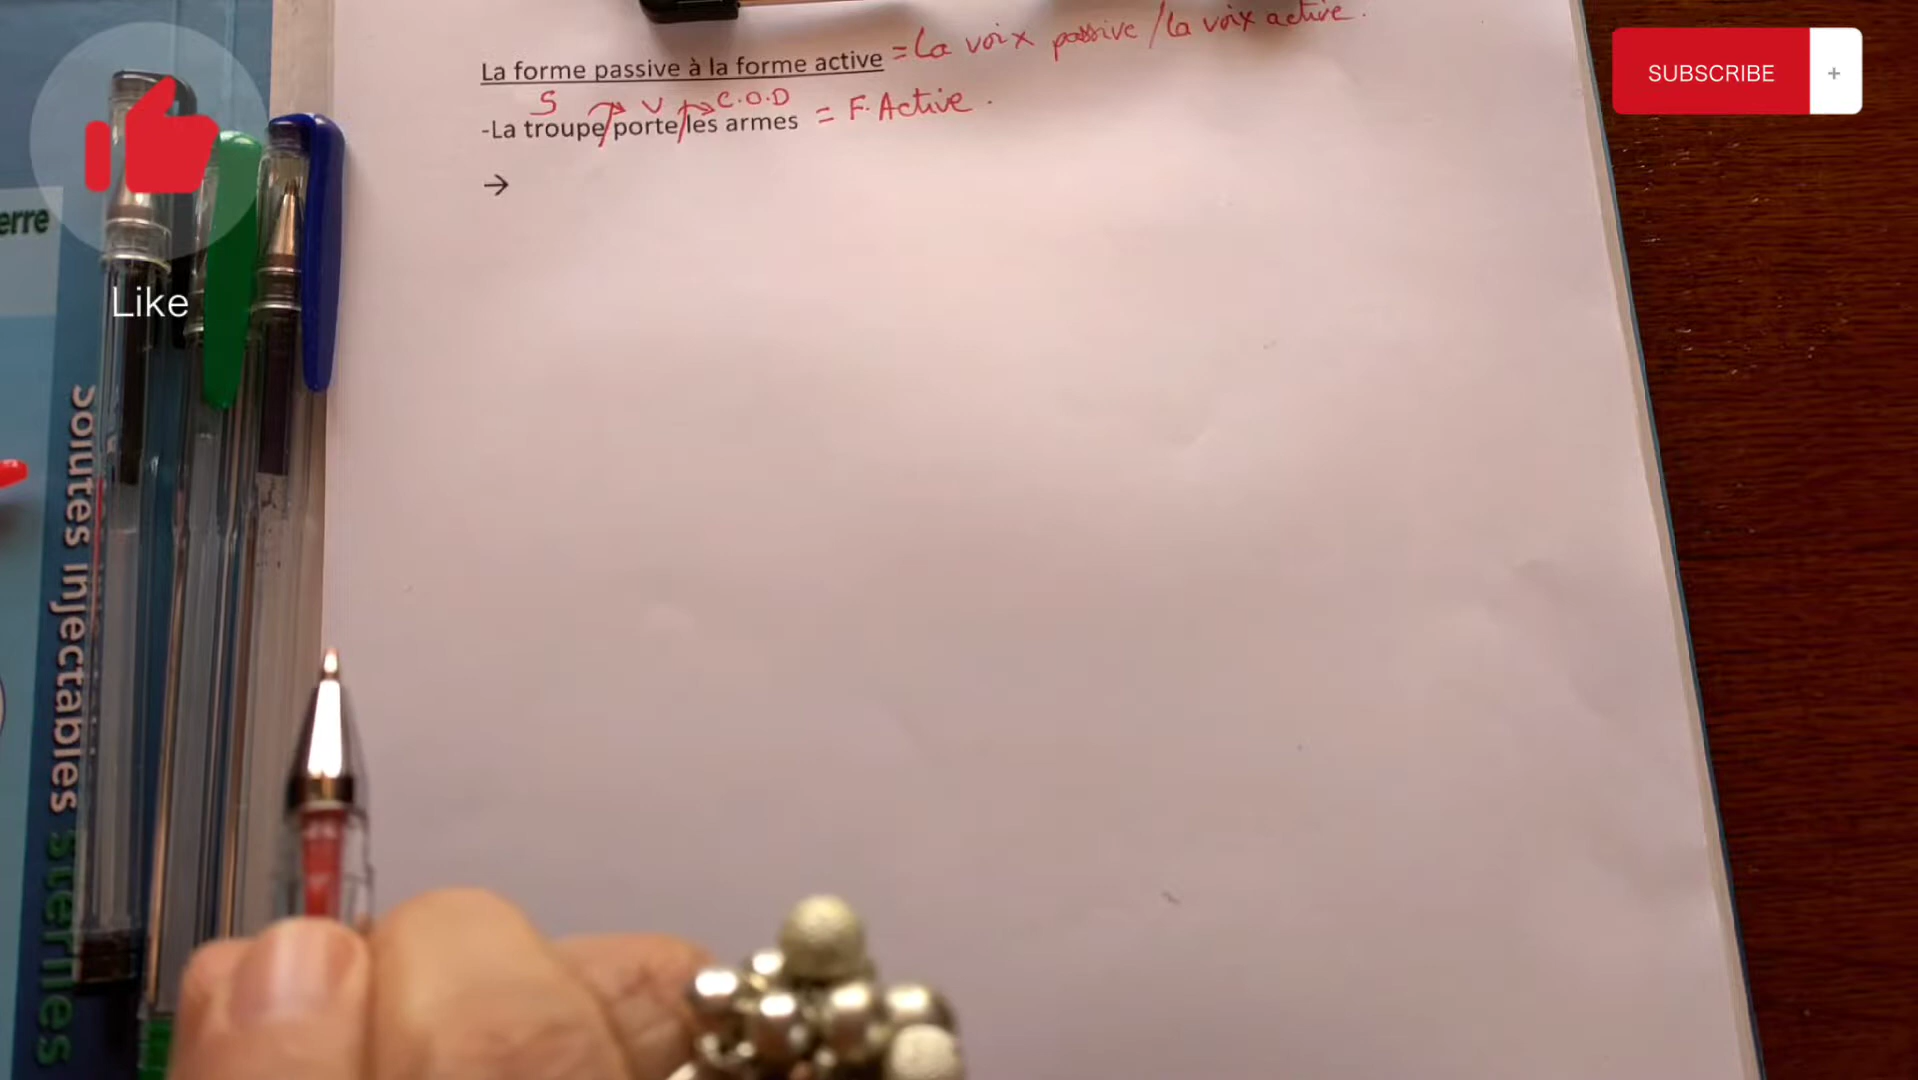 La forme passive à la forme active = La voix passive / la voix active.
S V C.O.D
-La troupe/porte/les armes = F. Active.
→
SUBSCRIBE +
Like
erre
Solutés Injectables stériles